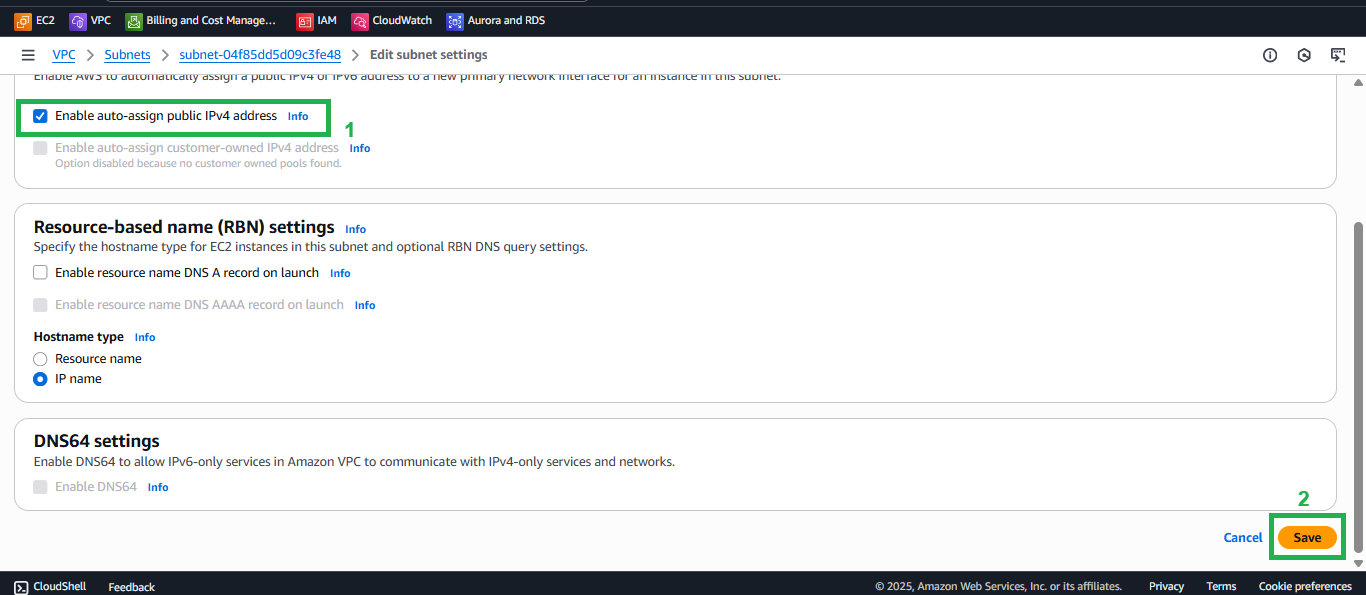 EC2 VPC Billing and Cost Manage... IAM CloudWatch Aurora and RDS
VPC Subnets subnet-04f85dd5d09c3fe48 Edit subnet settings
Enable AWS to automatically assign a public IPv4 or IPv6 address to a new primary network interface for an instance in this subnet.
Enable auto-assign public IPv4 address Info
1
Enable auto-assign customer-owned IPv4 address Info
Option disabled because no customer owned pools found.
Resource-based name (RBN) settings Info
Specify the hostname type for EC2 instances in this subnet and optional RBN DNS query settings.
Enable resource name DNS A record on launch Info
Enable resource name DNS AAAA record on launch Info
Hostname type Info
Resource name
IP name
DNS64 settings
Enable DNS64 to allow IPv6-only services in Amazon VPC to communicate with IPv4-only services and networks.
Enable DNS64 Info
2
Cancel Save
CloudShell Feedback © 2025, Amazon Web Services, Inc. or its affiliates. Privacy Terms Cookie preferences